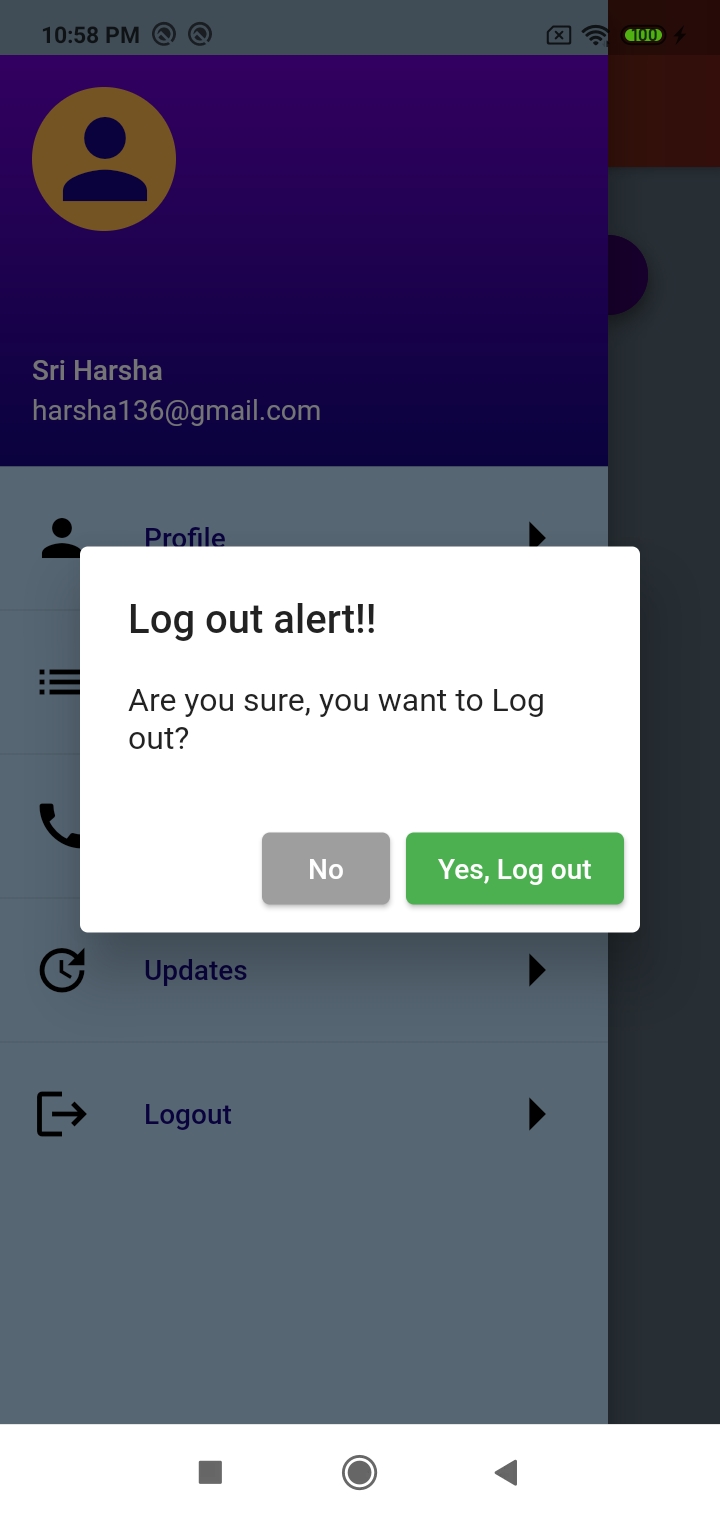 10:58 PM
100
Sri Harsha
harsha136@gmail.com
Profile
Log out alert!!
Are you sure, you want to Log
out?
No
Yes, Log out
Updates
Logout